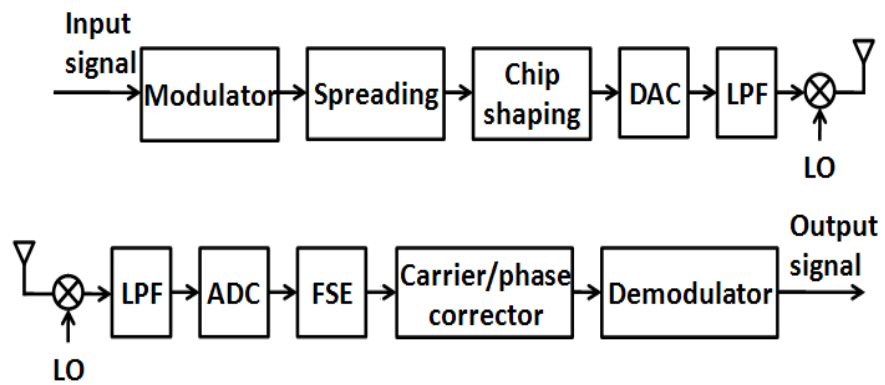 Input
signal
Modulator
Spreading
Chip
shaping
DAC
LPF
LO
LPF
ADC
FSE
Carrier/phase
corrector
Demodulator
Output
signal
LO